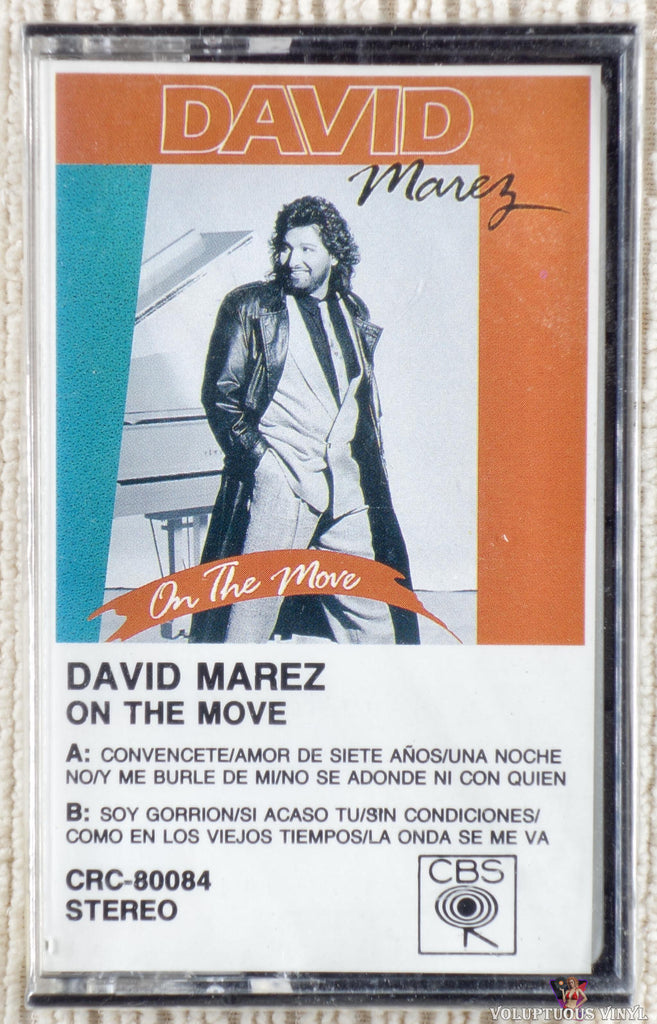 DAVID
Marez
On The Move
DAVID MAREZ
ON THE MOVE
A: CONVENCETE/AMOR DE SIETE AÑOS/UNA NOCHE
NO/Y ME BURLE DE MI/NO SE ADONDE NI CON QUIEN
B: SOY GORRION/SI ACASO TU/SIN CONDICIONES/
COMO EN LOS VIEJOS TIEMPOS/LA ONDA SE ME VA
CRC-80084
STEREO
CBS
R
VOLUPTUOUS VINYL